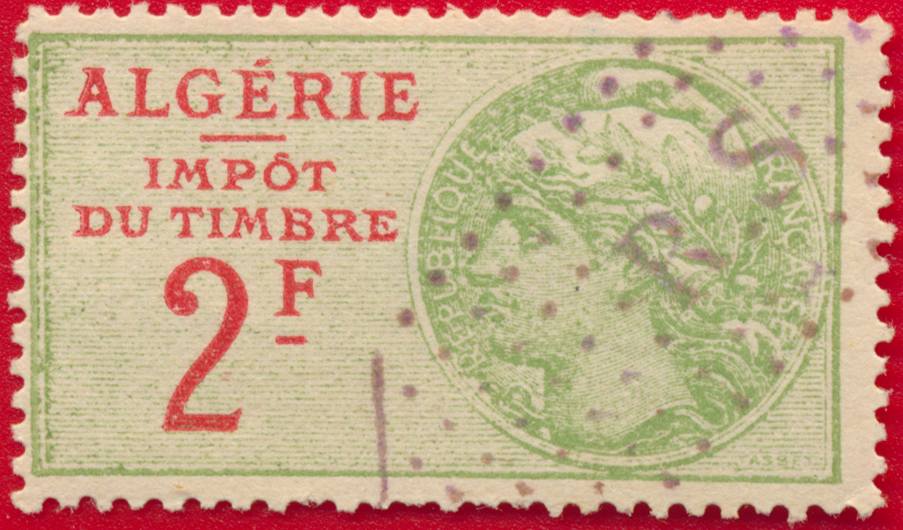 ALGÉRIE
IMPÔT
DU TIMBRE
2F
RÉPUBLIQUE FRANÇAISE